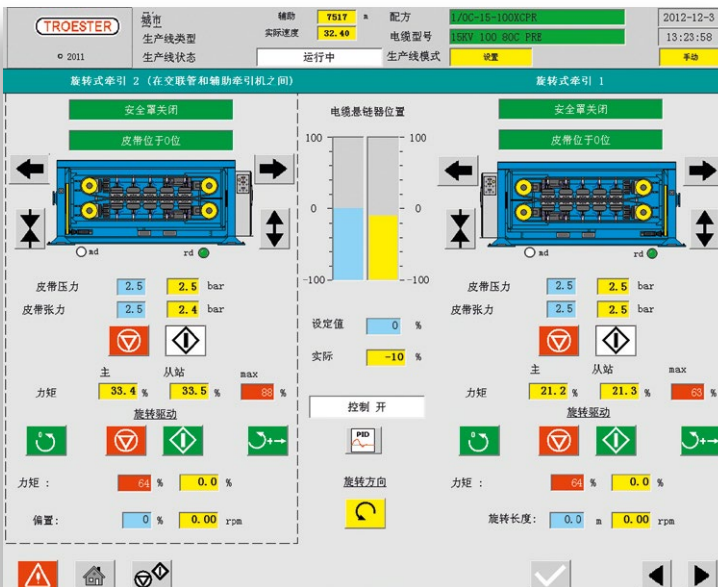 TROESTER
© 2011
城市
生产线类型
生产线状态
辅助 7517 m
实际速度 32.40
运行中
配方 1/OC-15-100XCPR
电缆型号 15KV 100 80C PRE
生产线模式 设置
2012-12-3
13:23:58
手动
旋转式牵引 2 (在交联管和辅助牵引机之间)
旋转式牵引 1
安全罩关闭
皮带位于0位
md rd
皮带压力 2.5 2.5 bar
皮带张力 2.5 2.4 bar
主 从站 max
力矩 33.4 % 33.5 % 88 %
旋转驱动
力矩 : 64 % 0.0 %
偏置: 0 % 0.00 rpm
电缆悬链器位置
100 100
0 0
-100 -100
设定值 0 %
实际 -10 %
控制 开
PID
旋转方向
安全罩关闭
皮带位于0位
md rd
皮带压力 2.5 2.5 bar
皮带张力 2.5 2.5 bar
主 从站 max
力矩 21.2 % 21.3 % 63 %
旋转驱动
力矩 : 64 % 0.0 %
旋转长度: 0.0 m 0.00 rpm